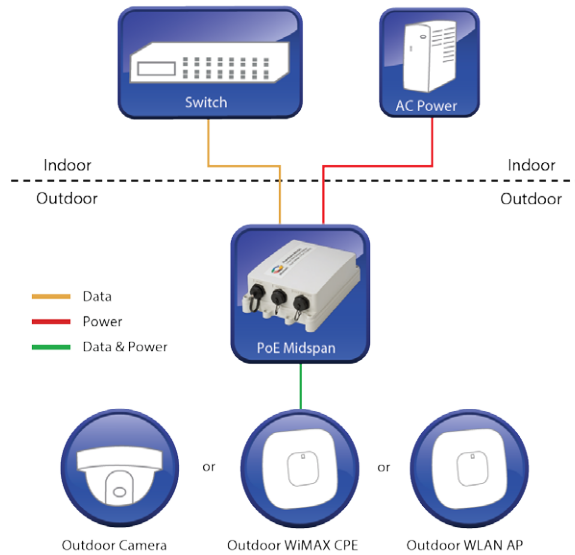 Switch
AC Power
Indoor
Indoor
Outdoor
Outdoor
Data
Power
Data & Power
PoE Midspan
or
or
Outdoor Camera
Outdoor WiMAX CPE
Outdoor WLAN AP